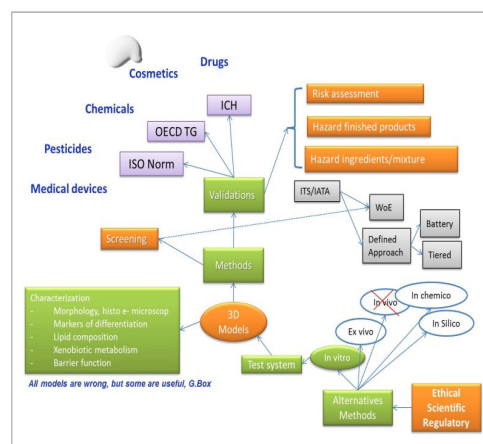 Drugs
Cosmetics
Risk assessment
ICH
Chemicals
Hazard finished products
OECD TG
Pesticides
ISO Norm
Hazard ingredients/mixture
Medical devices
Validations
ITS/IATA
WoE
Screening
Defined
Approach
Battery
Tiered
Methods
Characterization
- Morphology, histo e- microscop
- Markers of differentiation
- Lipid composition
- Xenobiotic metabolism
- Barrier function
3D
Models
In vivo
In chemico
Ex vivo
In Silico
In vitro
Test system
All models are wrong, but some are useful, G.Box
Alternatives
Methods
Ethical
Scientific
Regulatory